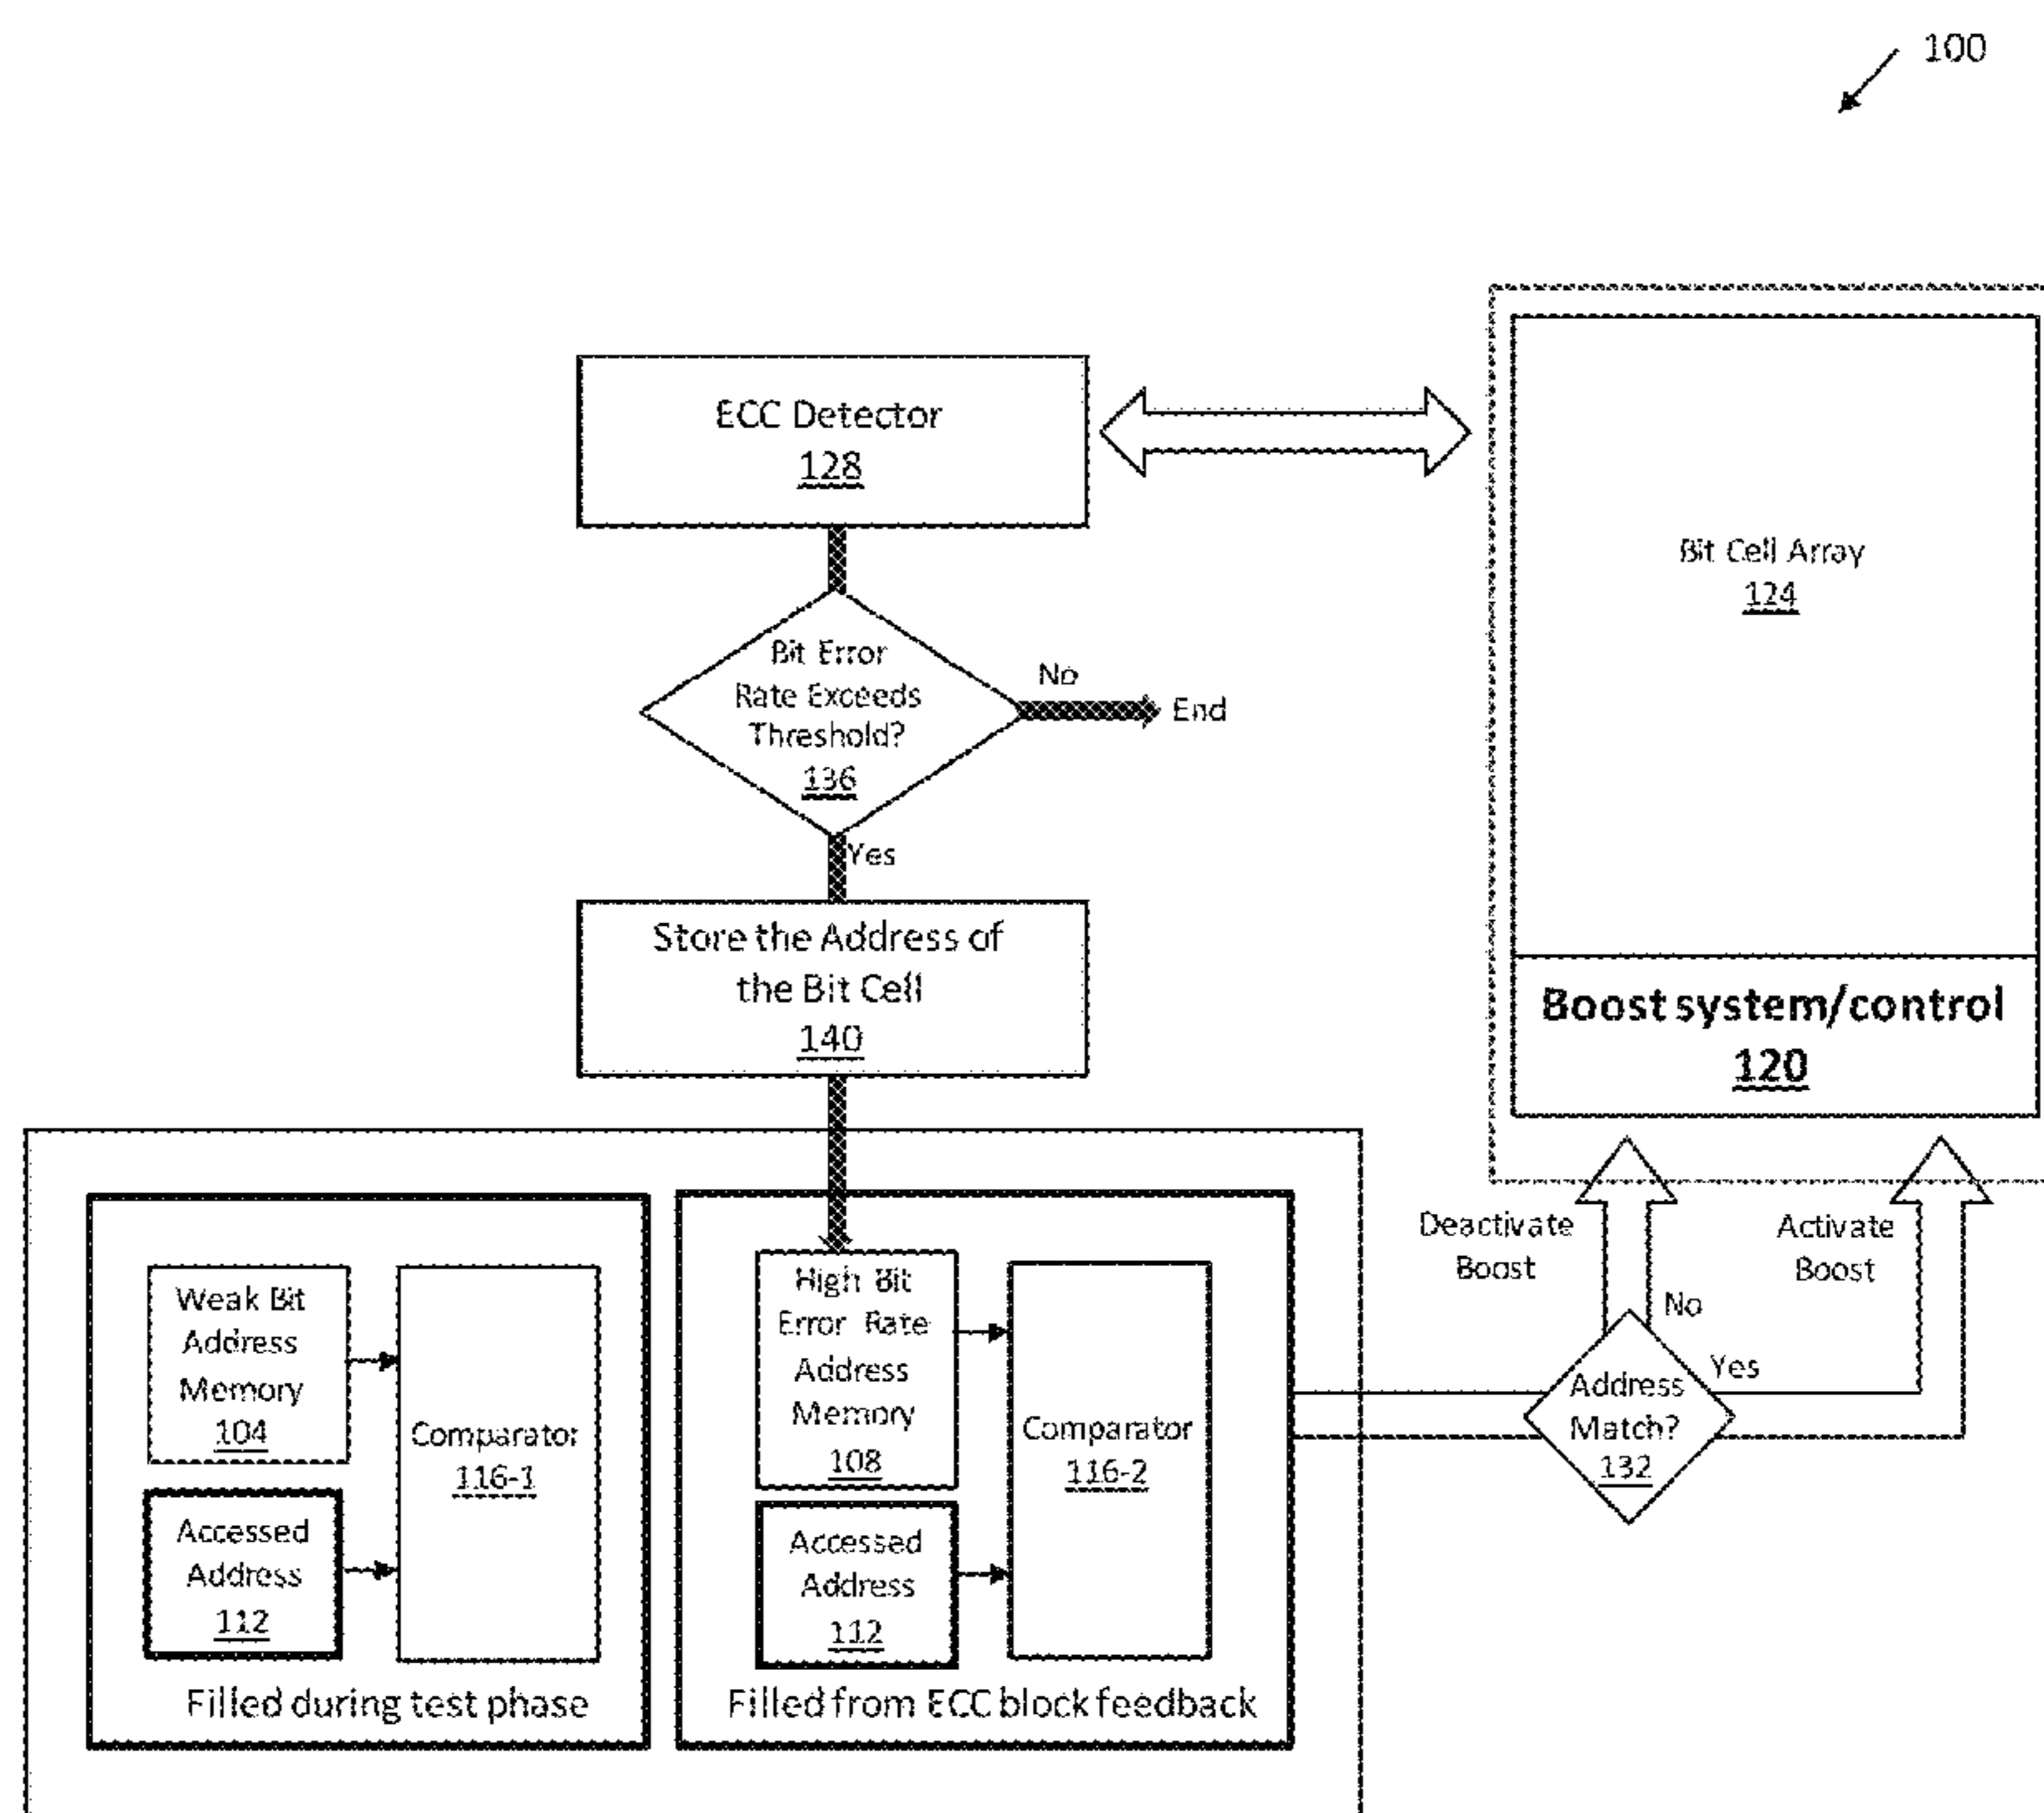 100
ECC Detector
128
Bit Cell Array
124
Bit Error
Rate Exceeds
Threshold?
136
No
End
Yes
Store the Address of
the Bit Cell
140
Boost system/control
120
Weak Bit
Address
Memory
104
Accessed
Address
112
Comparator
116-1
Filled during test phase
High Bit
Error Rate
Address
Memory
108
Accessed
Address
112
Comparator
116-2
Filled from ECC block feedback
Deactivate
Boost
No
Activate
Boost
Yes
Address
Match?
132